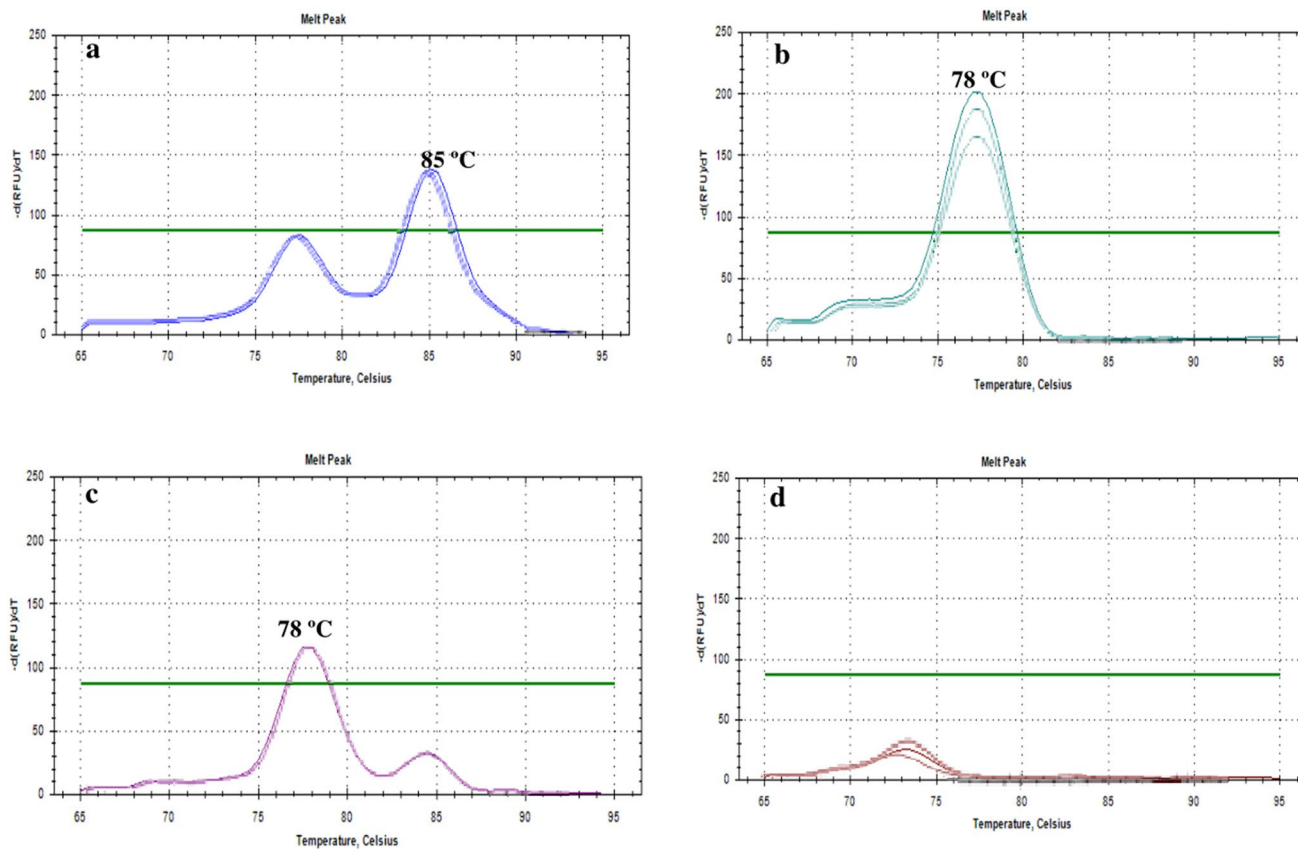 Melt Peak
a
85 ºC
250
200
150
100
50
0
-d(RFU)/dT
65 70 75 80 85 90 95
Temperature, Celsius
Melt Peak
b
78 ºC
250
200
150
100
50
0
-d(RFU)/dT
65 70 75 80 85 90 95
Temperature, Celsius
Melt Peak
c
78 ºC
250
200
150
100
50
0
-d(RFU)/dT
65 70 75 80 85 90 95
Temperature, Celsius
Melt Peak
d
250
200
150
100
50
0
-d(RFU)/dT
65 70 75 80 85 90 95
Temperature, Celsius